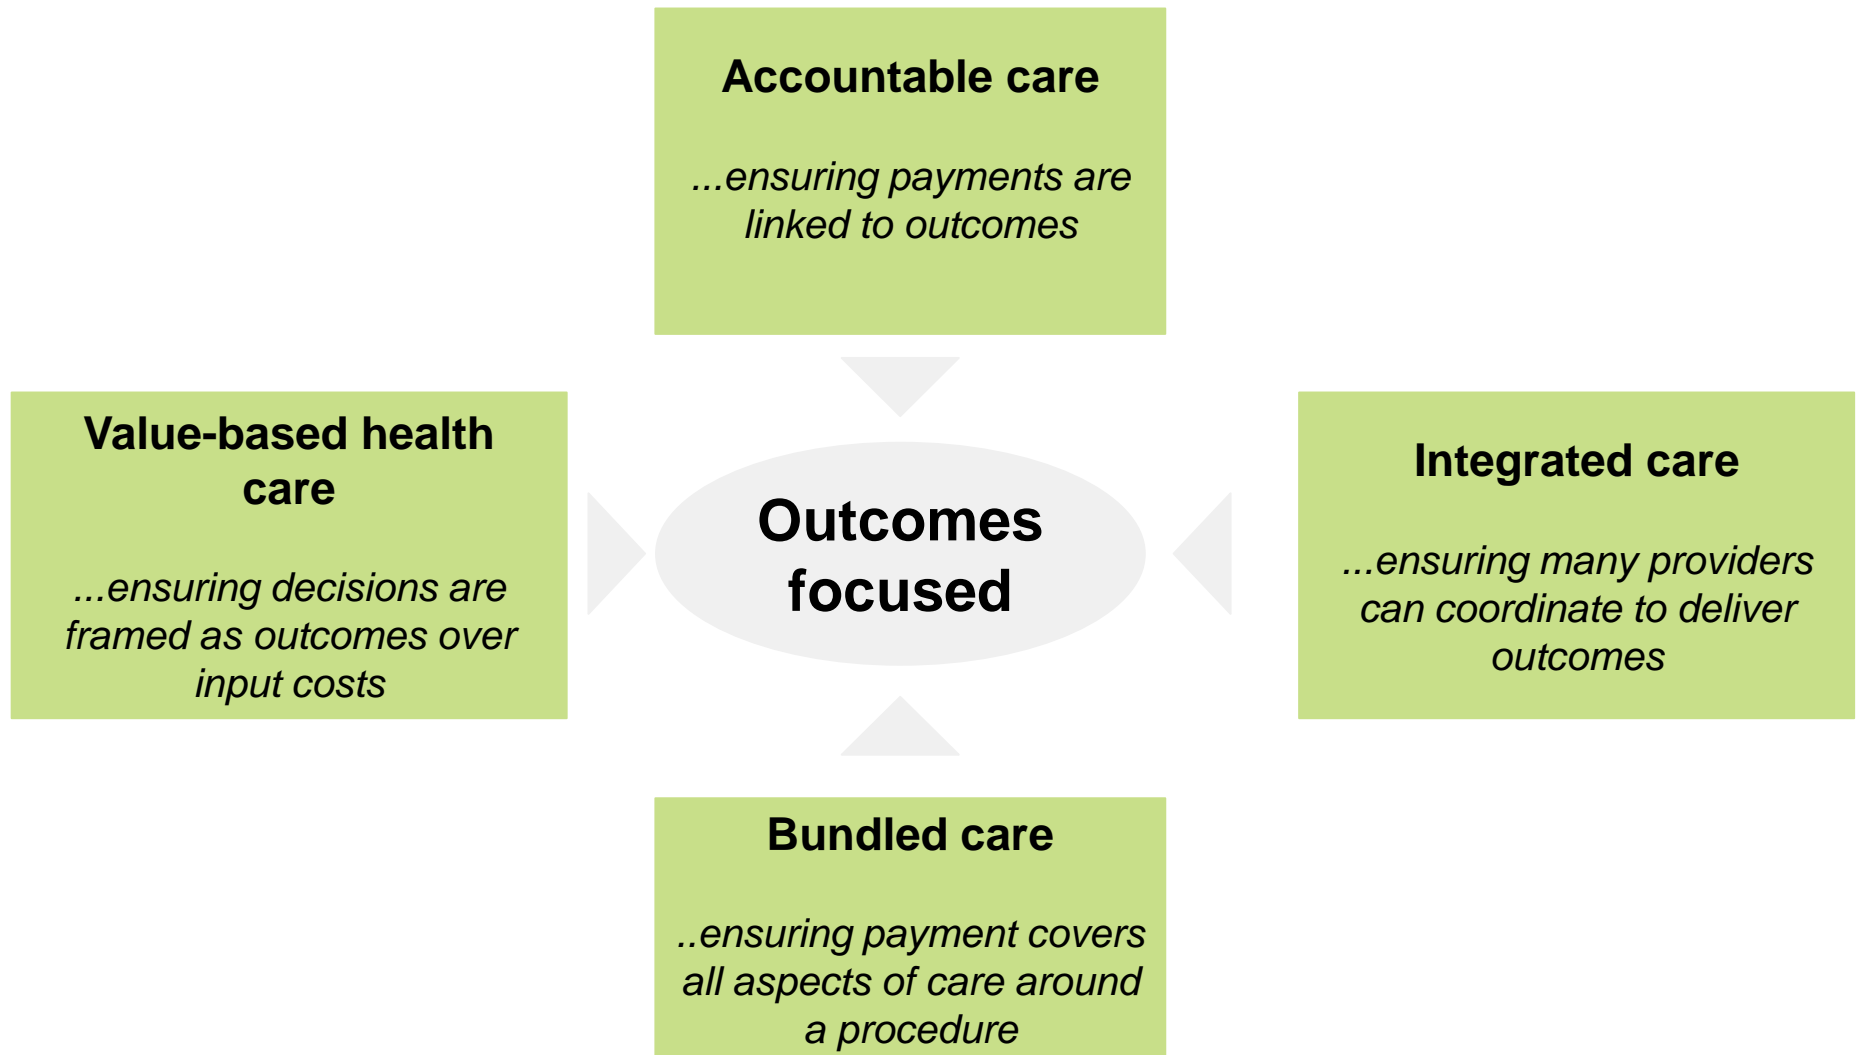 Accountable care
...ensuring payments are
linked to outcomes
Value-based health
care
...ensuring decisions are
framed as outcomes over
input costs
Outcomes
focused
Integrated care
...ensuring many providers
can coordinate to deliver
outcomes
Bundled care
..ensuring payment covers
all aspects of care around
a procedure